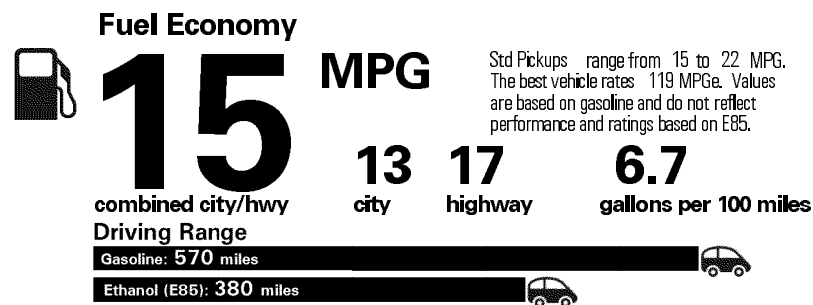 Fuel Economy
15 MPG
Std Pickups range from 15 to 22 MPG.
The best vehicle rates 119 MPGe. Values
are based on gasoline and do not reflect
performance and ratings based on E85.
13 17 6.7
combined city/hwy city highway gallons per 100 miles
Driving Range
Gasoline: 570 miles
Ethanol (E85): 380 miles